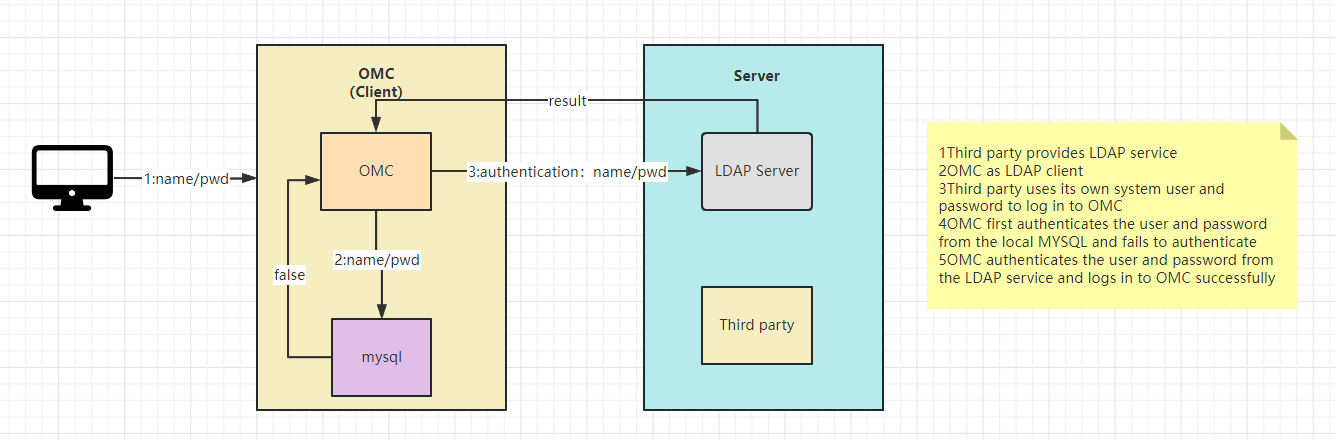 OMC
(Client)
Server
result
OMC
1:name/pwd
3:authentication：name/pwd
LDAP Server
2:name/pwd
false
mysql
Third party
1Third party provides LDAP service
2OMC as LDAP client
3Third party uses its own system user and
password to log in to OMC
4OMC first authenticates the user and password
from the local MYSQL and fails to authenticate
5OMC authenticates the user and password from
the LDAP service and logs in to OMC successfully